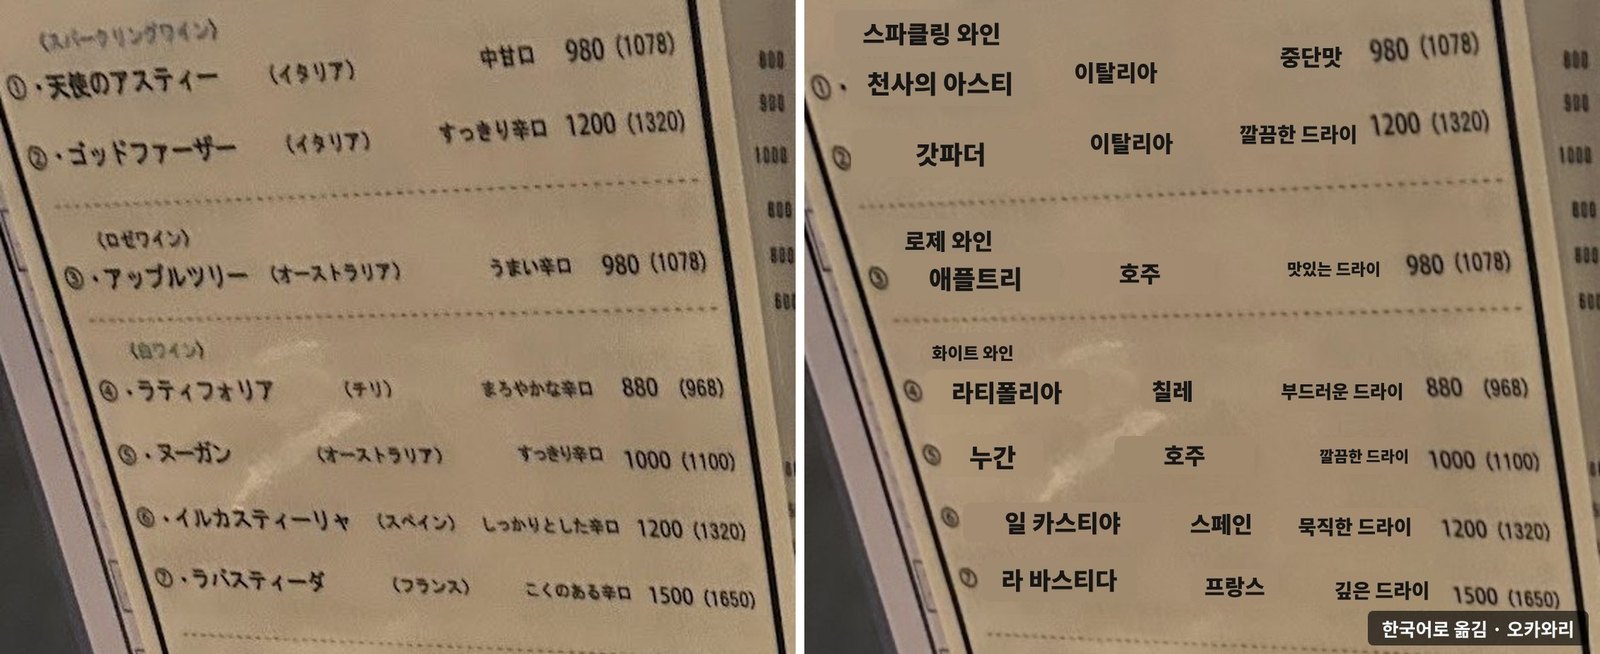 (スパークリングワイン)
①・天使のアスティー (イタリア) 中甘口 980 (1078)
②・ゴッドファーザー (イタリア) すっきり辛口 1200 (1320)
(ロゼワイン)
③・アップルツリー (オーストラリア) うまい辛口 980 (1078)
(白ワイン)
④・ラティフォリア (チリ) まろやかな辛口 880 (968)
⑤・ヌーガン (オーストラリア) すっきり辛口 1000 (1100)
⑥・イルカスティーリャ (スペイン) しっかりとした辛口 1200 (1320)
⑦・ラバスティーダ (フランス) こくのある辛口 1500 (1650)
800
900
1000
800
800
600
스파클링 와인
①・ 천사의 아스티 이탈리아 중단맛 980 (1078)
② 갓파더 이탈리아 깔끔한 드라이 1200 (1320)
로제 와인
③ 애플트리 호주 맛있는 드라이 980 (1078)
화이트 와인
④ 라티폴리아 칠레 부드러운 드라이 880 (968)
⑤ 누간 호주 깔끔한 드라이 1000 (1100)
⑥ 일 카스티야 스페인 묵직한 드라이 1200 (1320)
⑦ 라 바스티다 프랑스 깊은 드라이 1500 (1650)
800
900
1000
800
800
600
한국어로 옮김 · 오카와리